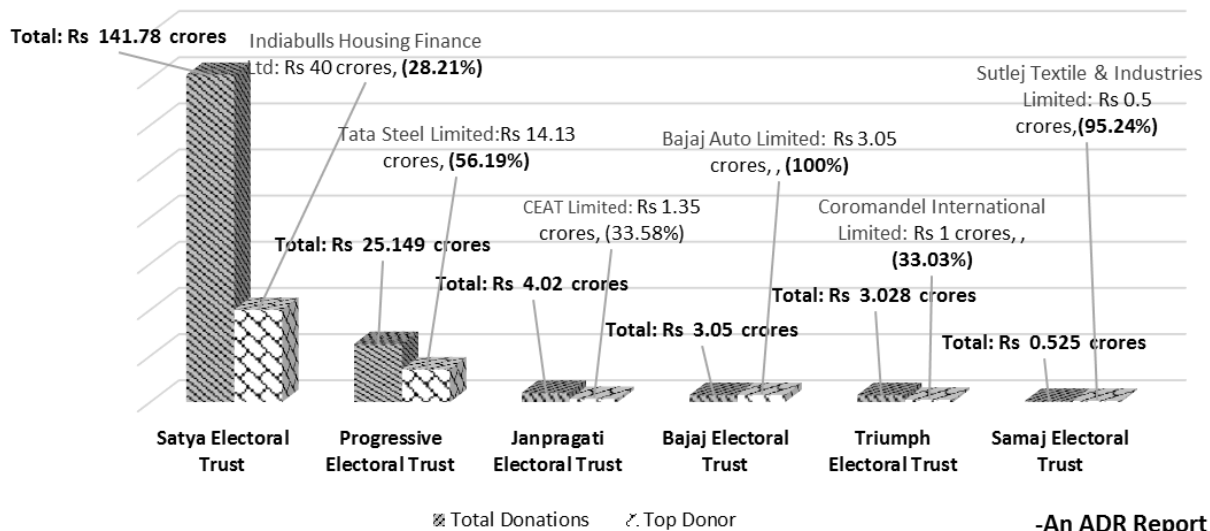 Total: Rs 141.78 crores
Indiabulls Housing Finance
Ltd: Rs 40 crores, (28.21%)
Tata Steel Limited:Rs 14.13
crores, (56.19%)
Total: Rs 25.149 crores
CEAT Limited: Rs 1.35
crores, (33.58%)
Total: Rs 4.02 crores
Bajaj Auto Limited: Rs 3.05
crores, , (100%)
Total: Rs 3.05 crores
Coromandel International
Limited: Rs 1 crores, ,
(33.03%)
Total: Rs 3.028 crores
Sutlej Textile & Industries
Limited: Rs 0.5
crores,(95.24%)
Total: Rs 0.525 crores
Satya Electoral
Trust
Progressive
Electoral Trust
Janpragati
Electoral Trust
Bajaj Electoral
Trust
Triumph
Electoral Trust
Samaj Electoral
Trust
Total Donations
Top Donor
-An ADR Report